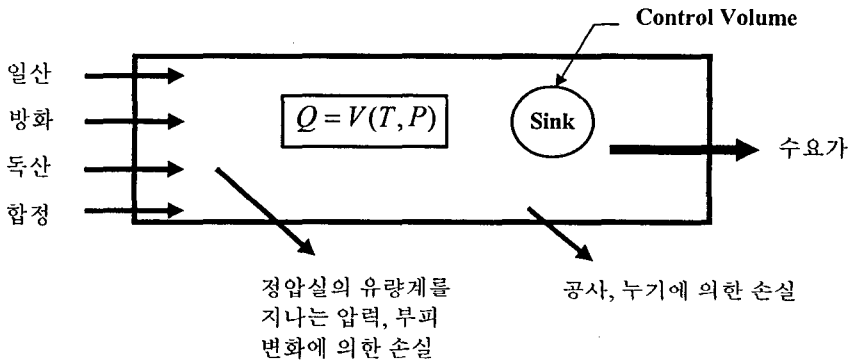 Control Volume
일산
방화
독산
합정
Q = V(T, P)
Sink
수요가
정압실의 유량계를
지나는 압력, 부피
변화에 의한 손실
공사, 누기에 의한 손실